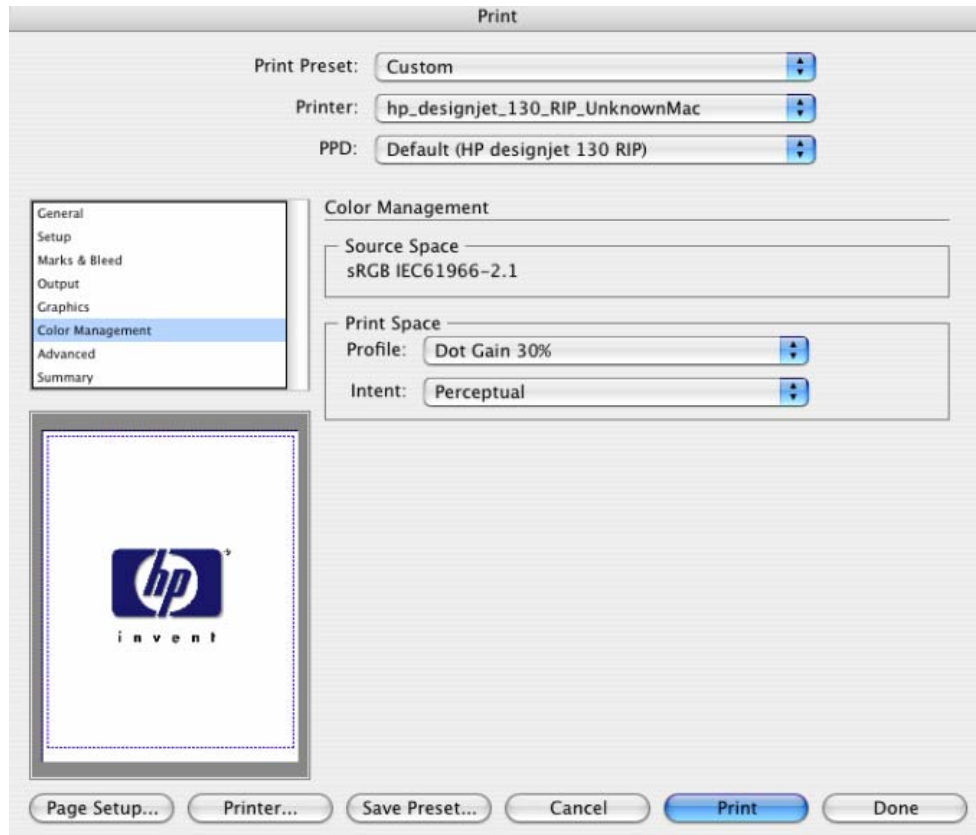 Print
Print Preset: Custom
Printer: hp_designjet_130_RIP_UnknownMac
PPD: Default (HP designjet 130 RIP)
General
Setup
Marks & Bleed
Output
Graphics
Color Management
Advanced
Summary
Color Management
Source Space
sRGB IEC61966-2.1
Print Space
Profile: Dot Gain 30%
Intent: Perceptual
hp
invent
Page Setup... Printer... Save Preset... Cancel Print Done